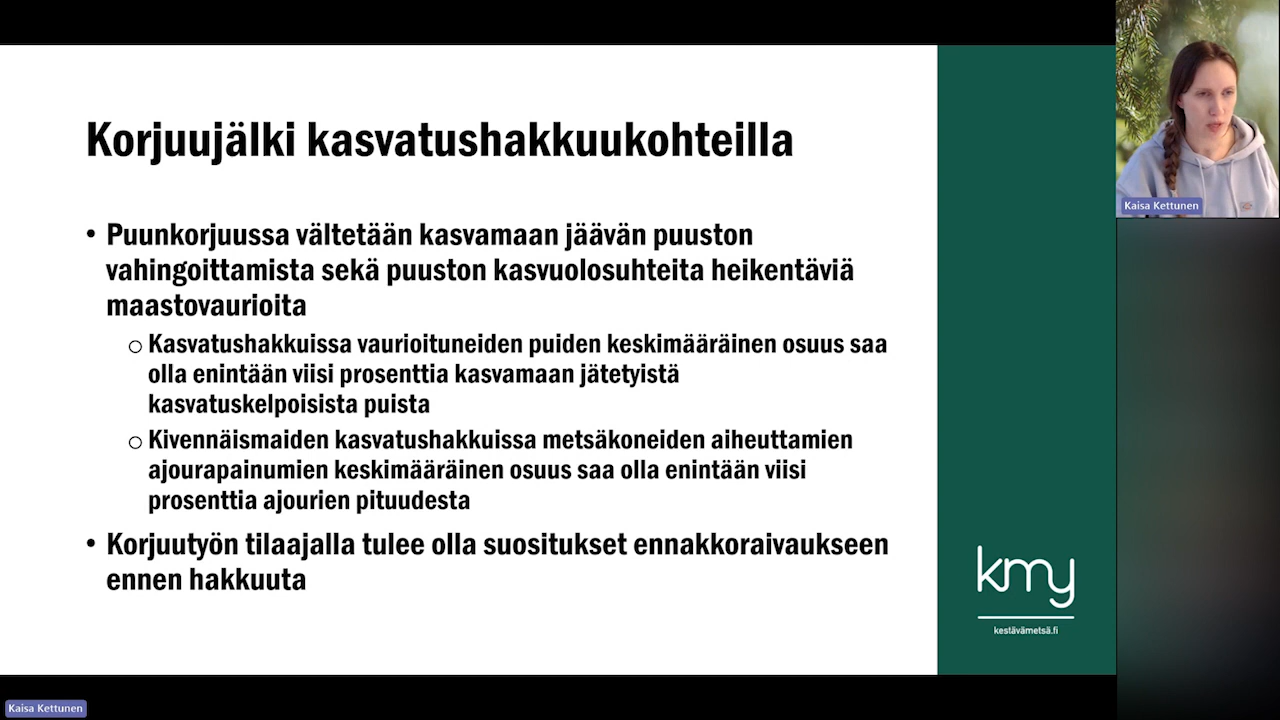 Korjuujälki kasvatushakkuukohteilla
• Puunkorjuussa vältetään kasvamaan jäävän puuston
vahingoittamista sekä puuston kasvuolosuhteita heikentäviä
maastovaurioita
o Kasvatushakkuissa vaurioituneiden puiden keskimääräinen osuus saa
olla enintään viisi prosenttia kasvamaan jätetyistä
kasvatuskelpoisista puista
o Kivennäismaiden kasvatushakkuissa metsäkoneiden aiheuttamien
ajourapainumien keskimääräinen osuus saa olla enintään viisi
prosenttia ajourien pituudesta
• Korjuutyön tilaajalla tulee olla suositukset ennakkoraivaukseen
ennen hakkuuta
kmy
kestävämetsä.fi
Kaisa Kettunen
Kaisa Kettunen